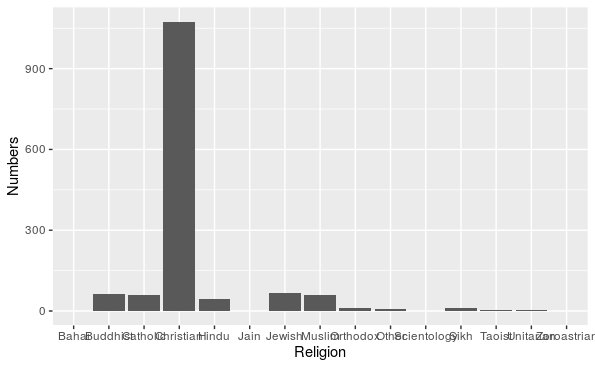 Numbers
900
600
300
0
Bahai Buddhist Catholic Christian Hindu Jain Jewish Muslim Orthodox Other Scientology Sikh Taoist Unitarian Zoroastrian
Religion